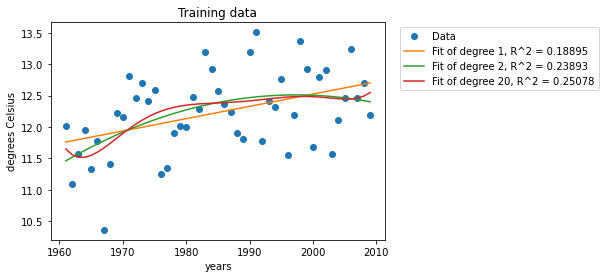 Training data
degrees Celsius
13.5
13.0
12.5
12.0
11.5
11.0
10.5
1960 1970 1980 1990 2000 2010
years
Data
Fit of degree 1, R^2 = 0.18895
Fit of degree 2, R^2 = 0.23893
Fit of degree 20, R^2 = 0.25078